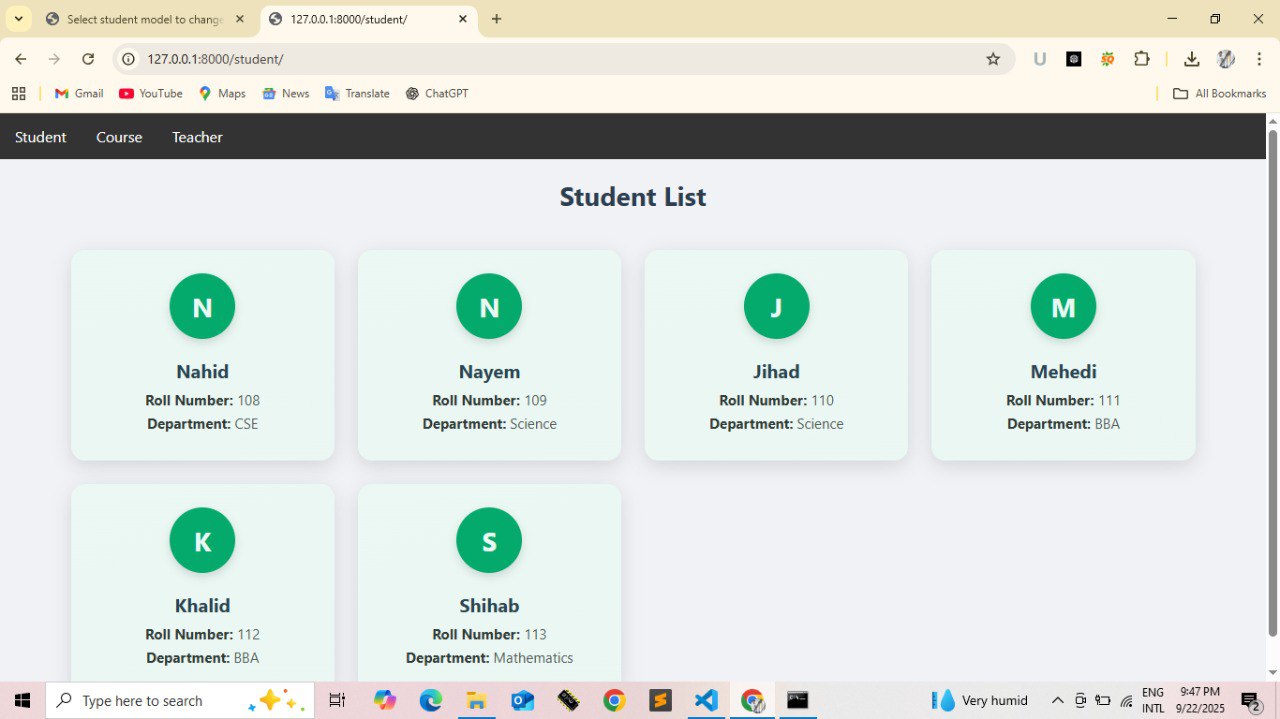 Select student model to chang
127.0.0.1:8000/student/
127.0.0.1:8000/student/
Gmail YouTube Maps News Translate ChatGPT All Bookmarks
Student Course Teacher
Student List
N N J M
Nahid Nayem Jihad Mehedi
Roll Number: 108 Roll Number: 109 Roll Number: 110 Roll Number: 111
Department: CSE Department: Science Department: Science Department: BBA
K S
Khalid Shihab
Roll Number: 112 Roll Number: 113
Department: BBA Department: Mathematics
Type here to search
Very humid
ENG
INTL
9:47 PM
9/22/2025
2